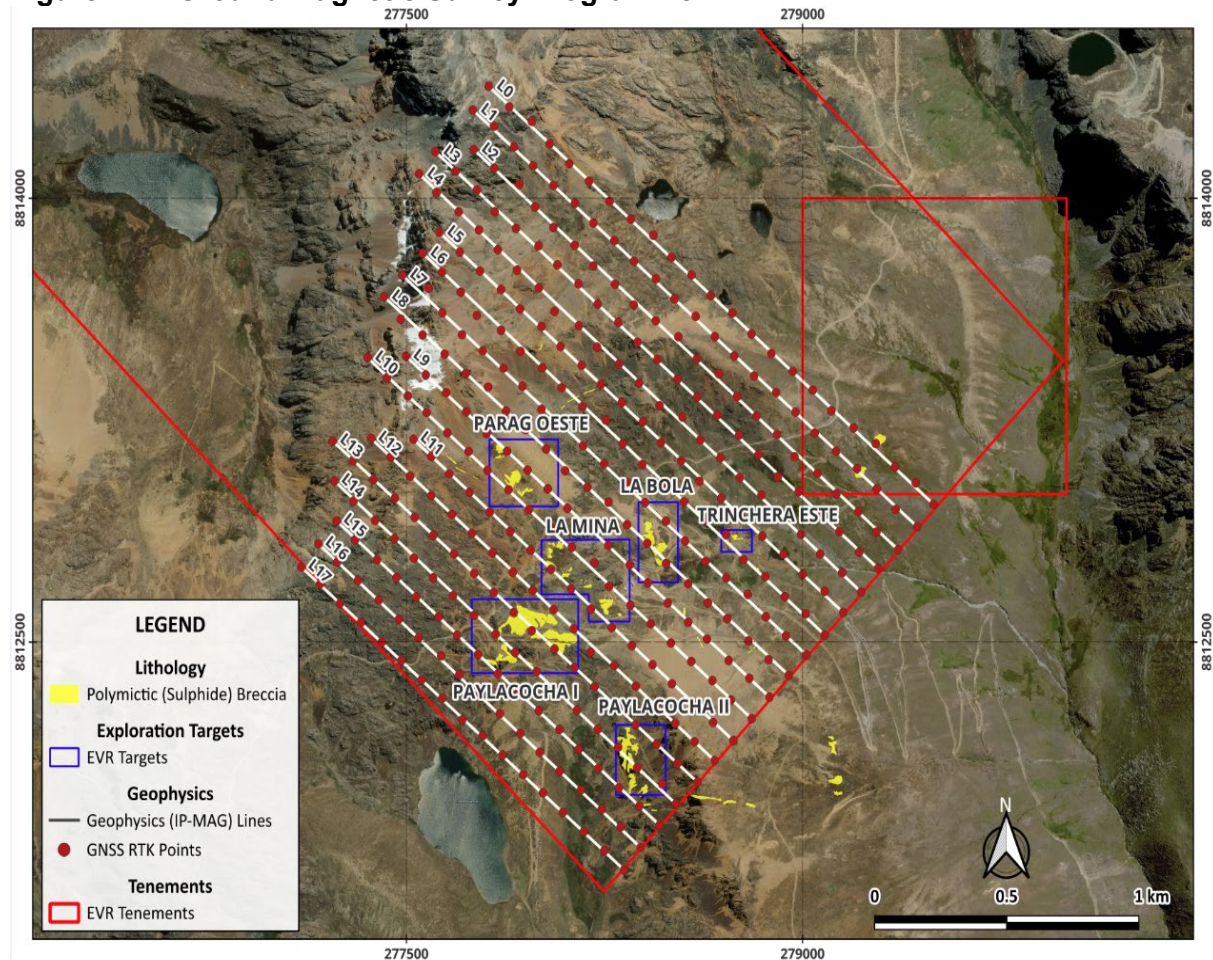 277500
279000
8814000
8814000
L0
L1
L2
L3
L4
L5
L6
L7
L8
L9
L10
L11
L12
L13
L14
L15
L16
L17
PARAG OESTE
LA BOLA
TRINCHERA ESTE
LA MINA
PAYLACOCHA I
PAYLACOCHA II
8812500
8812500
LEGEND
Lithology
Polymictic (Sulphide) Breccia
Exploration Targets
EVR Targets
Geophysics
Geophysics (IP-MAG) Lines
GNSS RTK Points
Tenements
EVR Tenements
N
0 0.5 1 km
277500
279000